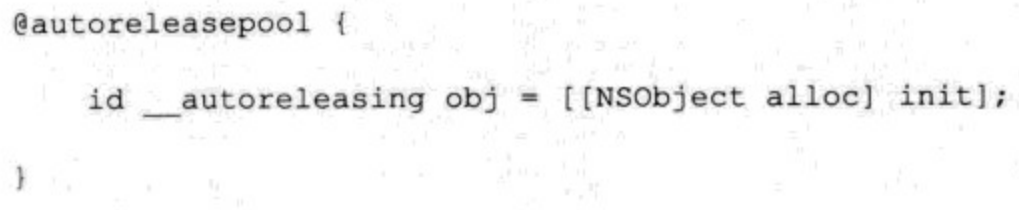 @autoreleasepool {
id __autoreleasing obj = [[NSObject alloc] init];
}